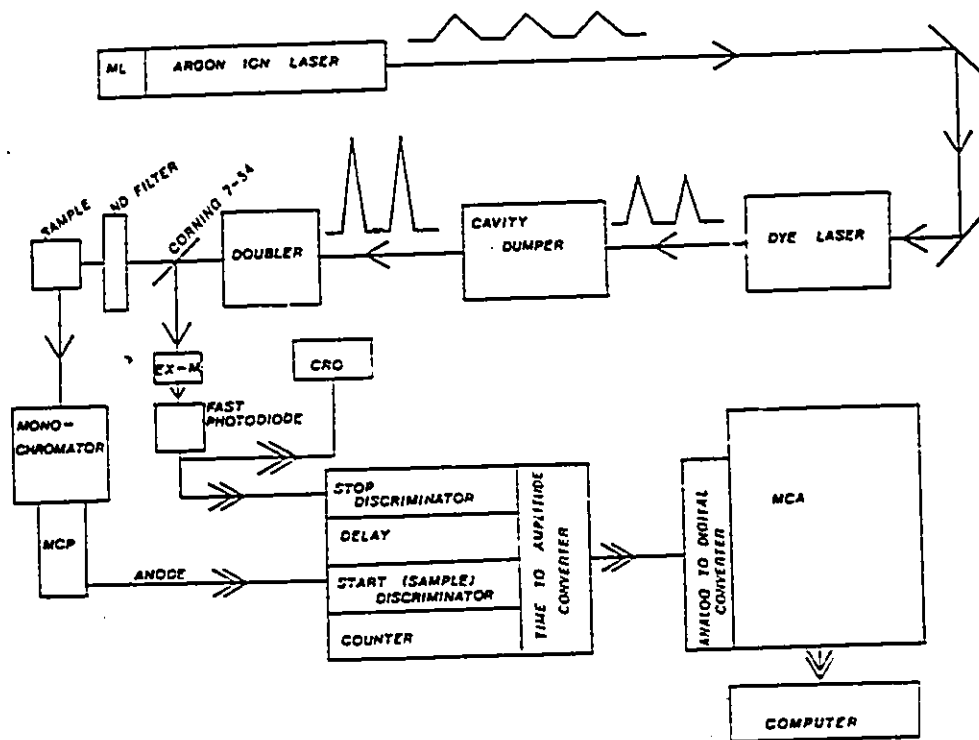 ML
ARGON ION LASER
SAMPLE
ND FILTER
CORNING 7-54
DOUBLER
CAVITY
DUMPER
DYE LASER
EX-M
CRO
FAST
PHOTODIODE
MONO-
CHROMATOR
MCP
ANODE
STOP
DISCRIMINATOR
DELAY
START (SAMPLE)
DISCRIMINATOR
COUNTER
TIME TO AMPLITUDE
CONVERTER
ANALOG TO DIGITAL
CONVERTER
MCA
COMPUTER